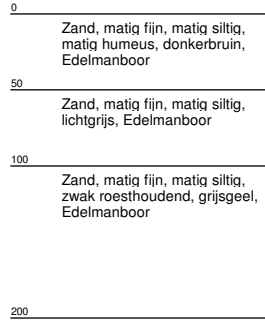 0
Zand, matig fijn, matig siltig,
matig humeus, donkerbruin,
Edelmanboor
50
Zand, matig fijn, matig siltig,
lichtgrijs, Edelmanboor
100
Zand, matig fijn, matig siltig,
zwak roesthoudend, grijsgeel,
Edelmanboor
200